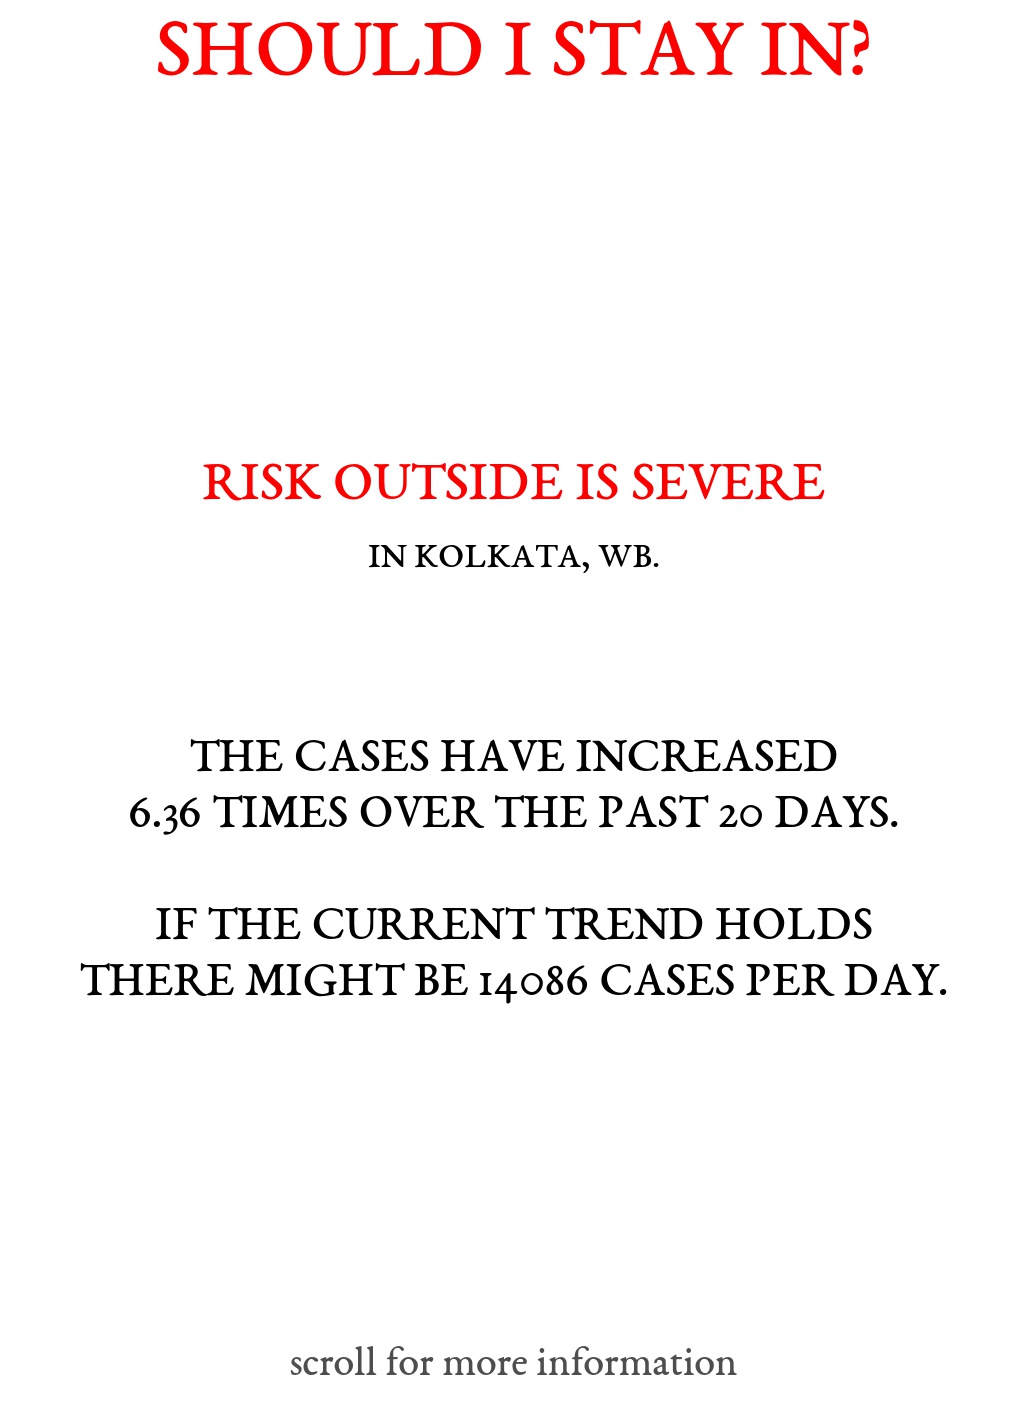 SHOULD I STAY IN?
RISK OUTSIDE IS SEVERE
IN KOLKATA, WB.
THE CASES HAVE INCREASED
6.36 TIMES OVER THE PAST 20 DAYS.
IF THE CURRENT TREND HOLDS
THERE MIGHT BE 14086 CASES PER DAY.
scroll for more information